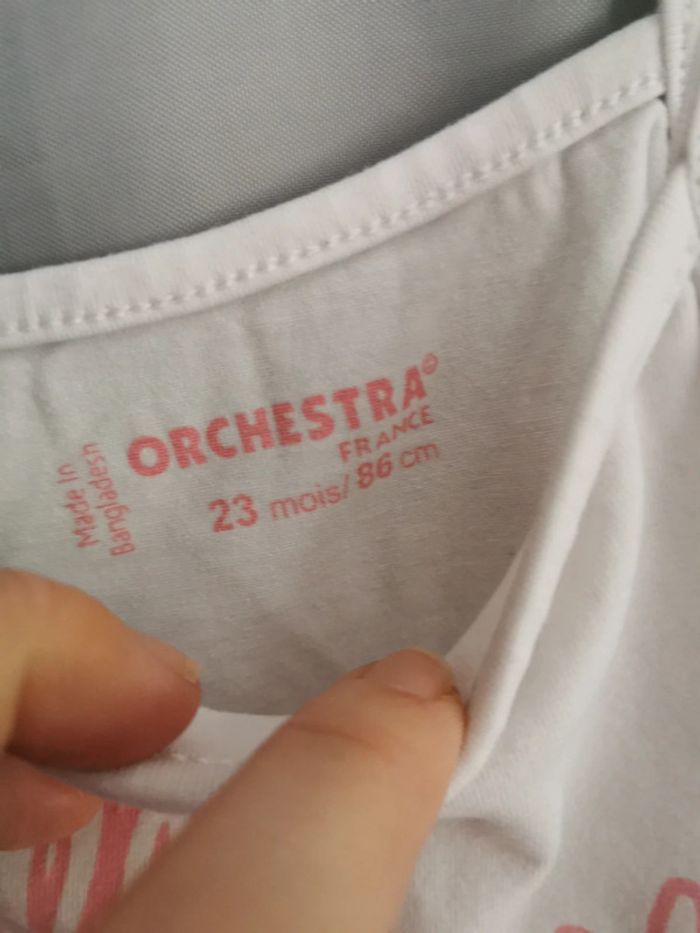 ORCHESTRA
FRANCE
23 mois/86 cm
Made In
Bangladesh